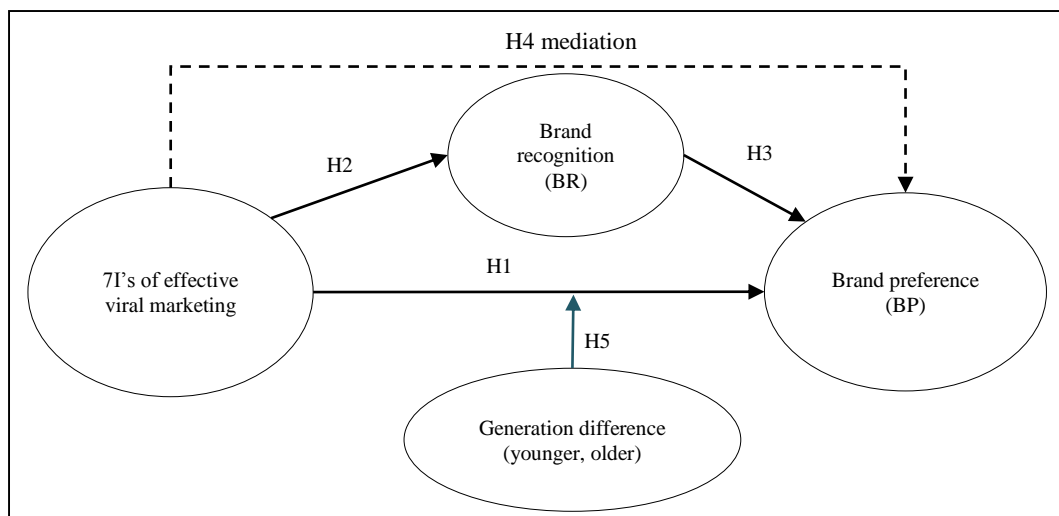 H4 mediation
Brand
recognition
(BR)
H2
H3
7I’s of effective
viral marketing
H1
Brand preference
(BP)
H5
Generation difference
(younger, older)